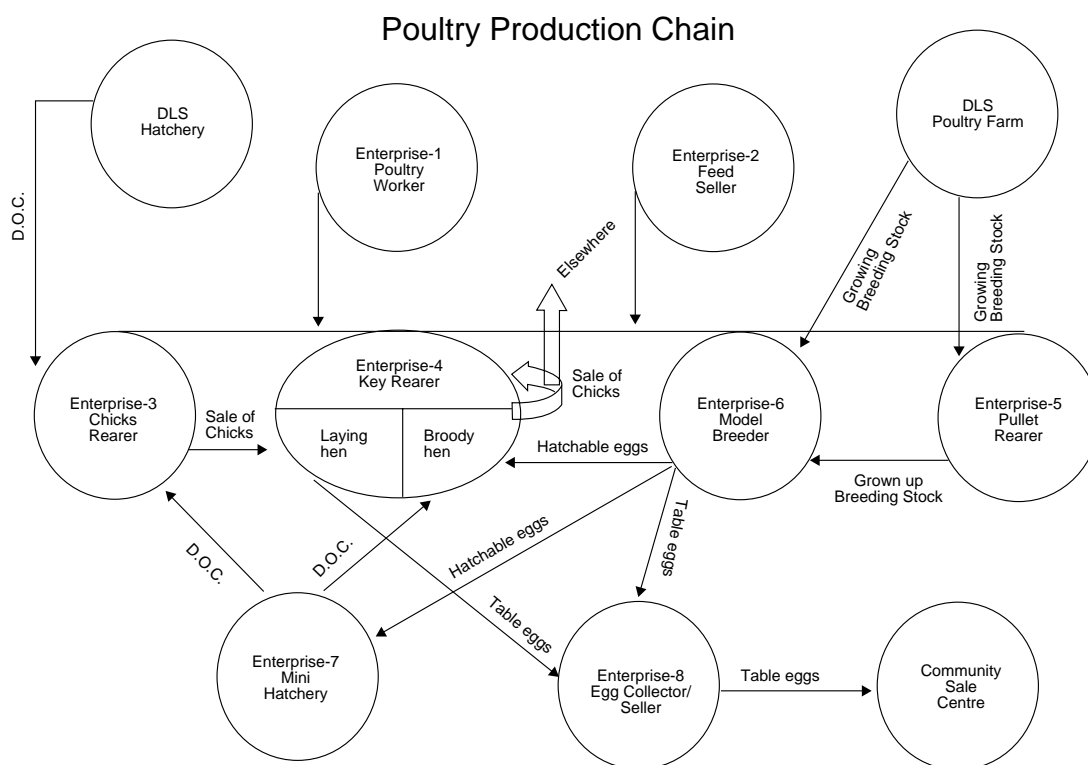 Poultry Production Chain
DLS
Hatchery
Enterprise-1
Poultry
Worker
Enterprise-2
Feed
Seller
DLS
Poultry Farm
D.O.C.
Elsewhere
Growing
Breeding Stock
Growing
Breeding Stock
Enterprise-3
Chicks
Rearer
Sale of
Chicks
Enterprise-4
Key Rearer
Laying
hen
Broody
hen
Sale of
Chicks
Hatchable eggs
Enterprise-6
Model
Breeder
Grown up
Breeding Stock
Enterprise-5
Pullet
Rearer
D.O.C.
D.O.C.
Hatchable eggs
Table eggs
Table eggs
Enterprise-7
Mini
Hatchery
Enterprise-8
Egg Collector/
Seller
Table eggs
Community
Sale
Centre